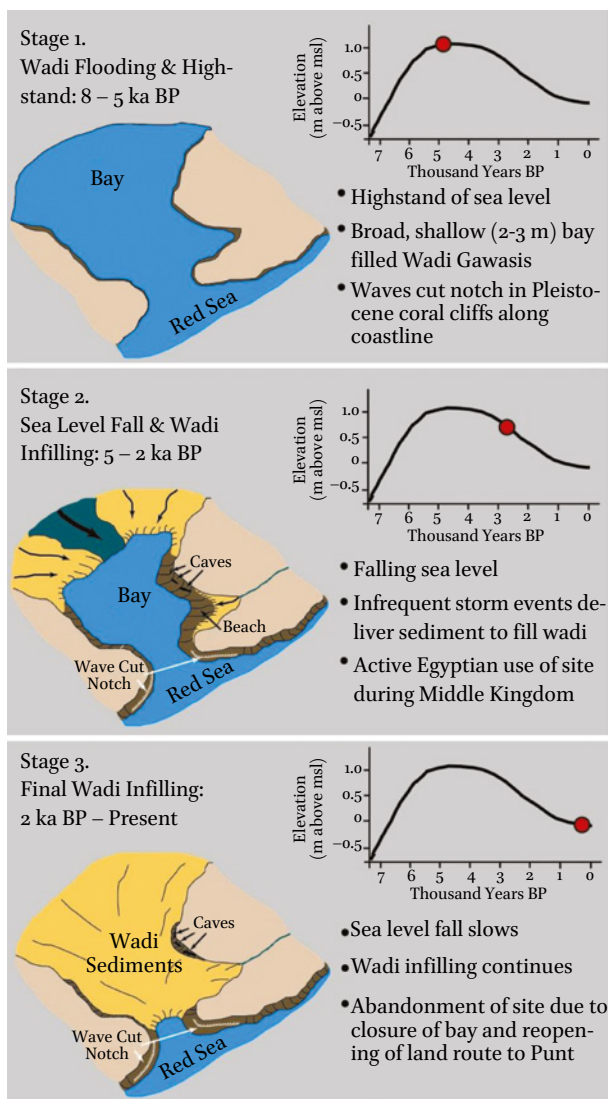 Stage 1.
Wadi Flooding & High-
stand: 8 – 5 ka BP
Bay
Red Sea
Elevation
(m above msl)
1.0
0.5
0
−0.5
7 6 5 4 3 2 1 0
Thousand Years BP
• Highstand of sea level
• Broad, shallow (2-3 m) bay
filled Wadi Gawasis
• Waves cut notch in Pleisto-
cene coral cliffs along
coastline
Stage 2.
Sea Level Fall & Wadi
Infilling: 5 – 2 ka BP
Caves
Bay
Beach
Wave Cut
Notch
Red Sea
Elevation
(m above msl)
1.0
0.5
0
−0.5
7 6 5 4 3 2 1 0
Thousand Years BP
• Falling sea level
• Infrequent storm events de-
liver sediment to fill wadi
• Active Egyptian use of site
during Middle Kingdom
Stage 3.
Final Wadi Infilling:
2 ka BP – Present
Caves
Wadi
Sediments
Wave Cut
Notch
Red Sea
Elevation
(m above msl)
1.0
0.5
0
−0.5
7 6 5 4 3 2 1 0
Thousand Years BP
• Sea level fall slows
• Wadi infilling continues
• Abandonment of site due to
closure of bay and reopen-
ing of land route to Punt